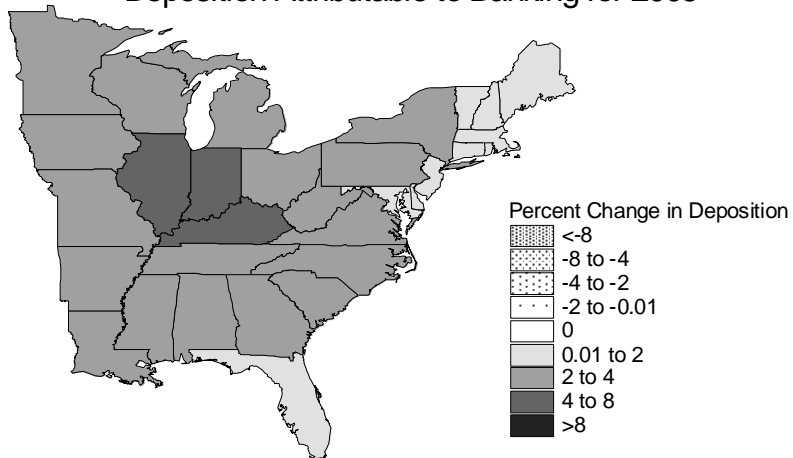 Deposition Attributable to Banking for
Percent Change in Deposition
<-8
-8 to -4
-4 to -2
-2 to -0.01
0
0.01 to 2
2 to 4
4 to 8
>8